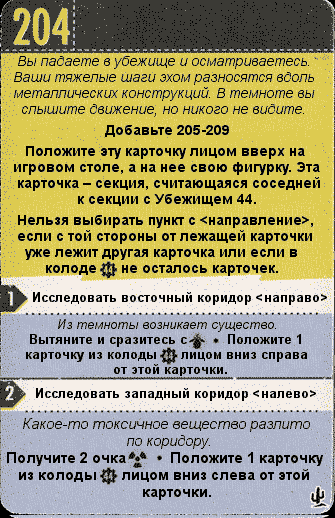 204
Вы падаете в убежище и осматриваетесь.
Ваши тяжелые шаги эхом разносятся вдоль
металлических конструкций. В темноте вы
слышите движение, но никого не видите.
Добавьте 205-209
Положите эту карточку лицом вверх на
игровом столе, а на нее свою фигурку. Эта
карточка – секция, считающаяся соседней
к секции с Убежищем 44.
Нельзя выбирать пункт с <направление>,
если с той стороны от лежащей карточки
уже лежит другая карточка или если в
колоде 44 не осталось карточек.
1 Исследовать восточный коридор <направо>
Из темноты возникает существо.
Вытяните и сразитесь с • Положите 1
карточку из колоды 44 лицом вниз справа
от этой карточки.
2 Исследовать западный коридор <налево>
Какое-то токсичное вещество разлито
по коридору.
Получите 2 очка • Положите 1 карточку
из колоды 44 лицом вниз слева от этой
карточки.